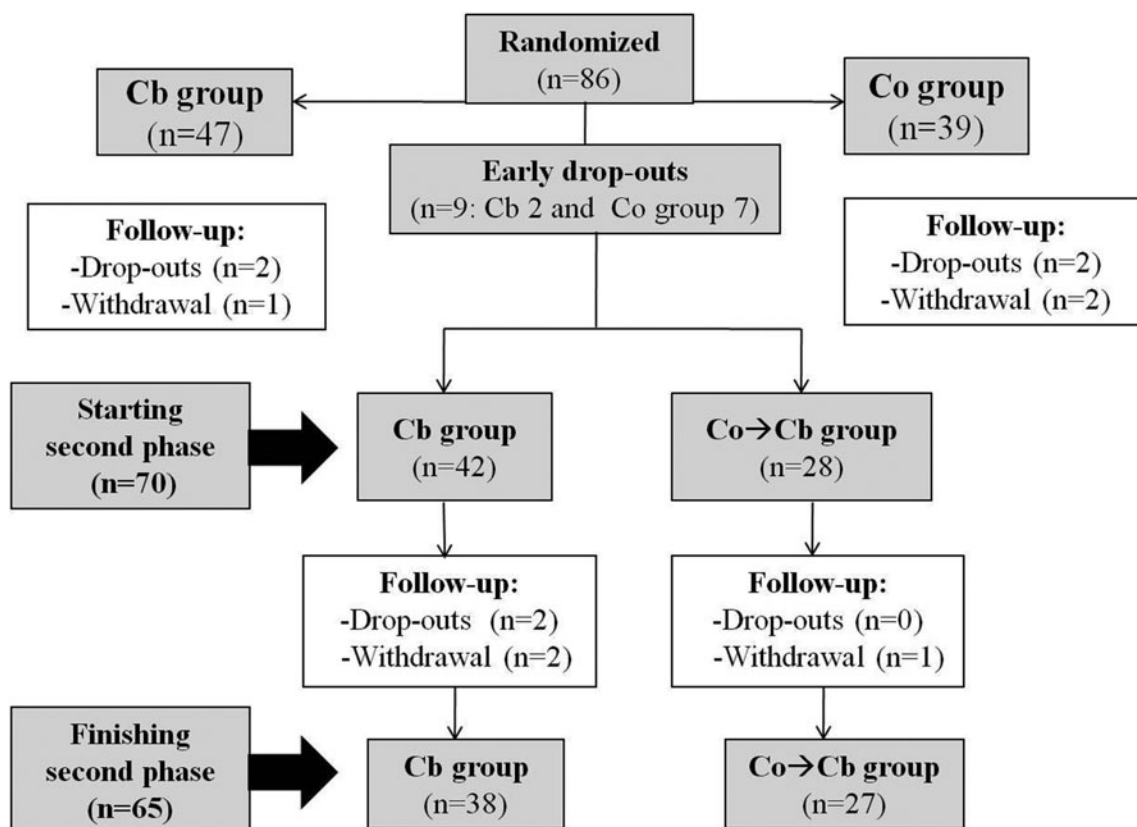 Randomized
(n=86)
Cb group
(n=47)
Co group
(n=39)
Early drop-outs
(n=9: Cb 2 and Co group 7)
Follow-up:
-Drop-outs (n=2)
-Withdrawal (n=1)
Follow-up:
-Drop-outs (n=2)
-Withdrawal (n=2)
Starting
second phase
(n=70)
Cb group
(n=42)
Co→Cb group
(n=28)
Follow-up:
-Drop-outs (n=2)
-Withdrawal (n=2)
Follow-up:
-Drop-outs (n=0)
-Withdrawal (n=1)
Finishing
second phase
(n=65)
Cb group
(n=38)
Co→Cb group
(n=27)